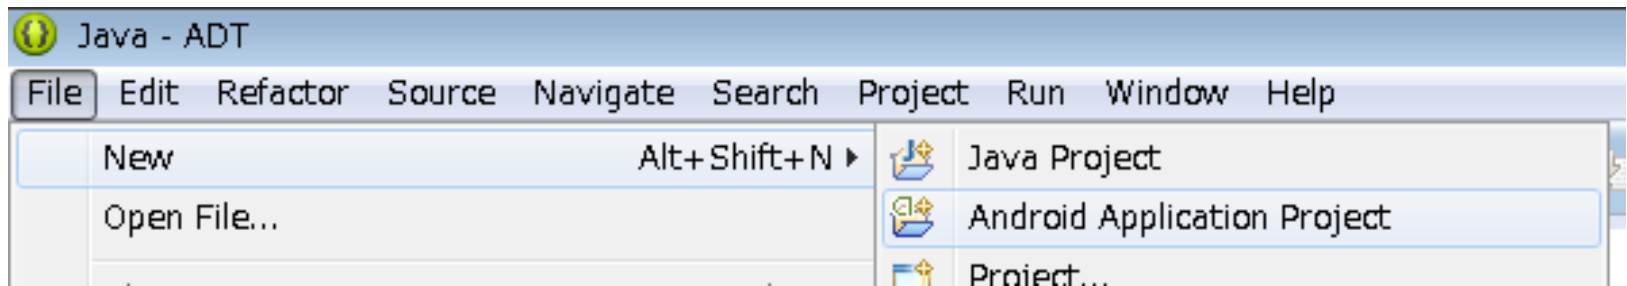 Java - ADT
File Edit Refactor Source Navigate Search Project Run Window Help
New Alt+Shift+N Java Project
Open File... Android Application Project
Project...